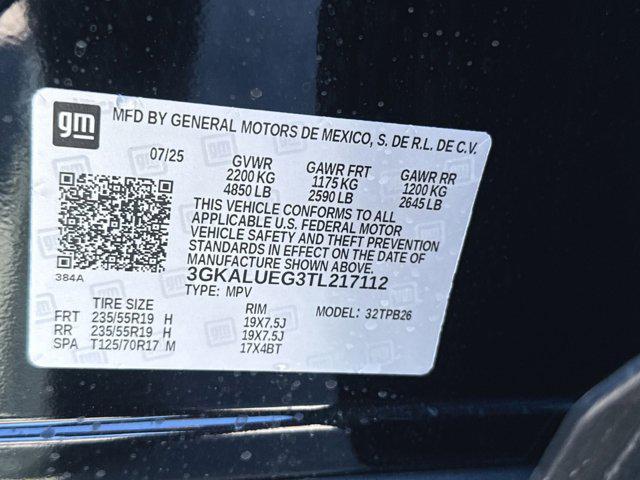 gm
MFD BY GENERAL MOTORS DE MEXICO, S. DE R.L. DE C.V.
07/25 GVWR GAWR FRT GAWR RR
2200 KG 1175 KG 1200 KG
4850 LB 2590 LB 2645 LB
THIS VEHICLE CONFORMS TO ALL
APPLICABLE U.S. FEDERAL MOTOR
VEHICLE SAFETY AND THEFT PREVENTION
STANDARDS IN EFFECT ON THE DATE OF
MANUFACTURE SHOWN ABOVE.
384A
3GKALUEG3TL217112
TYPE: MPV
TIRE SIZE RIM MODEL: 32TPB26
FRT 235/55R19 H 19X7.5J
RR 235/55R19 H 19X7.5J
SPA T125/70R17 M 17X4BT